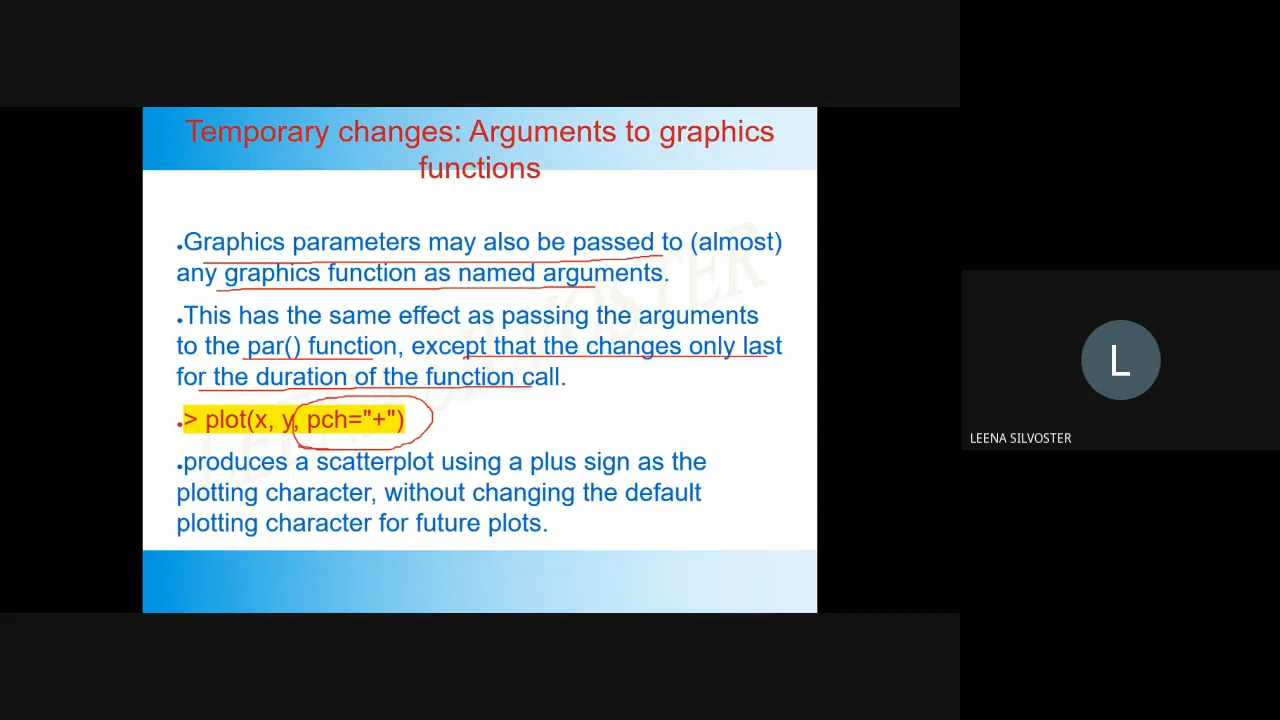 Temporary changes: Arguments to graphics
functions
•Graphics parameters may also be passed to (almost)
any graphics function as named arguments.
•This has the same effect as passing the arguments
to the par() function, except that the changes only last
for the duration of the function call.
•> plot(x, y, pch="+")
•produces a scatterplot using a plus sign as the
plotting character, without changing the default
plotting character for future plots.
L
LEENA SILVOSTER
LEENA SILVOSTER